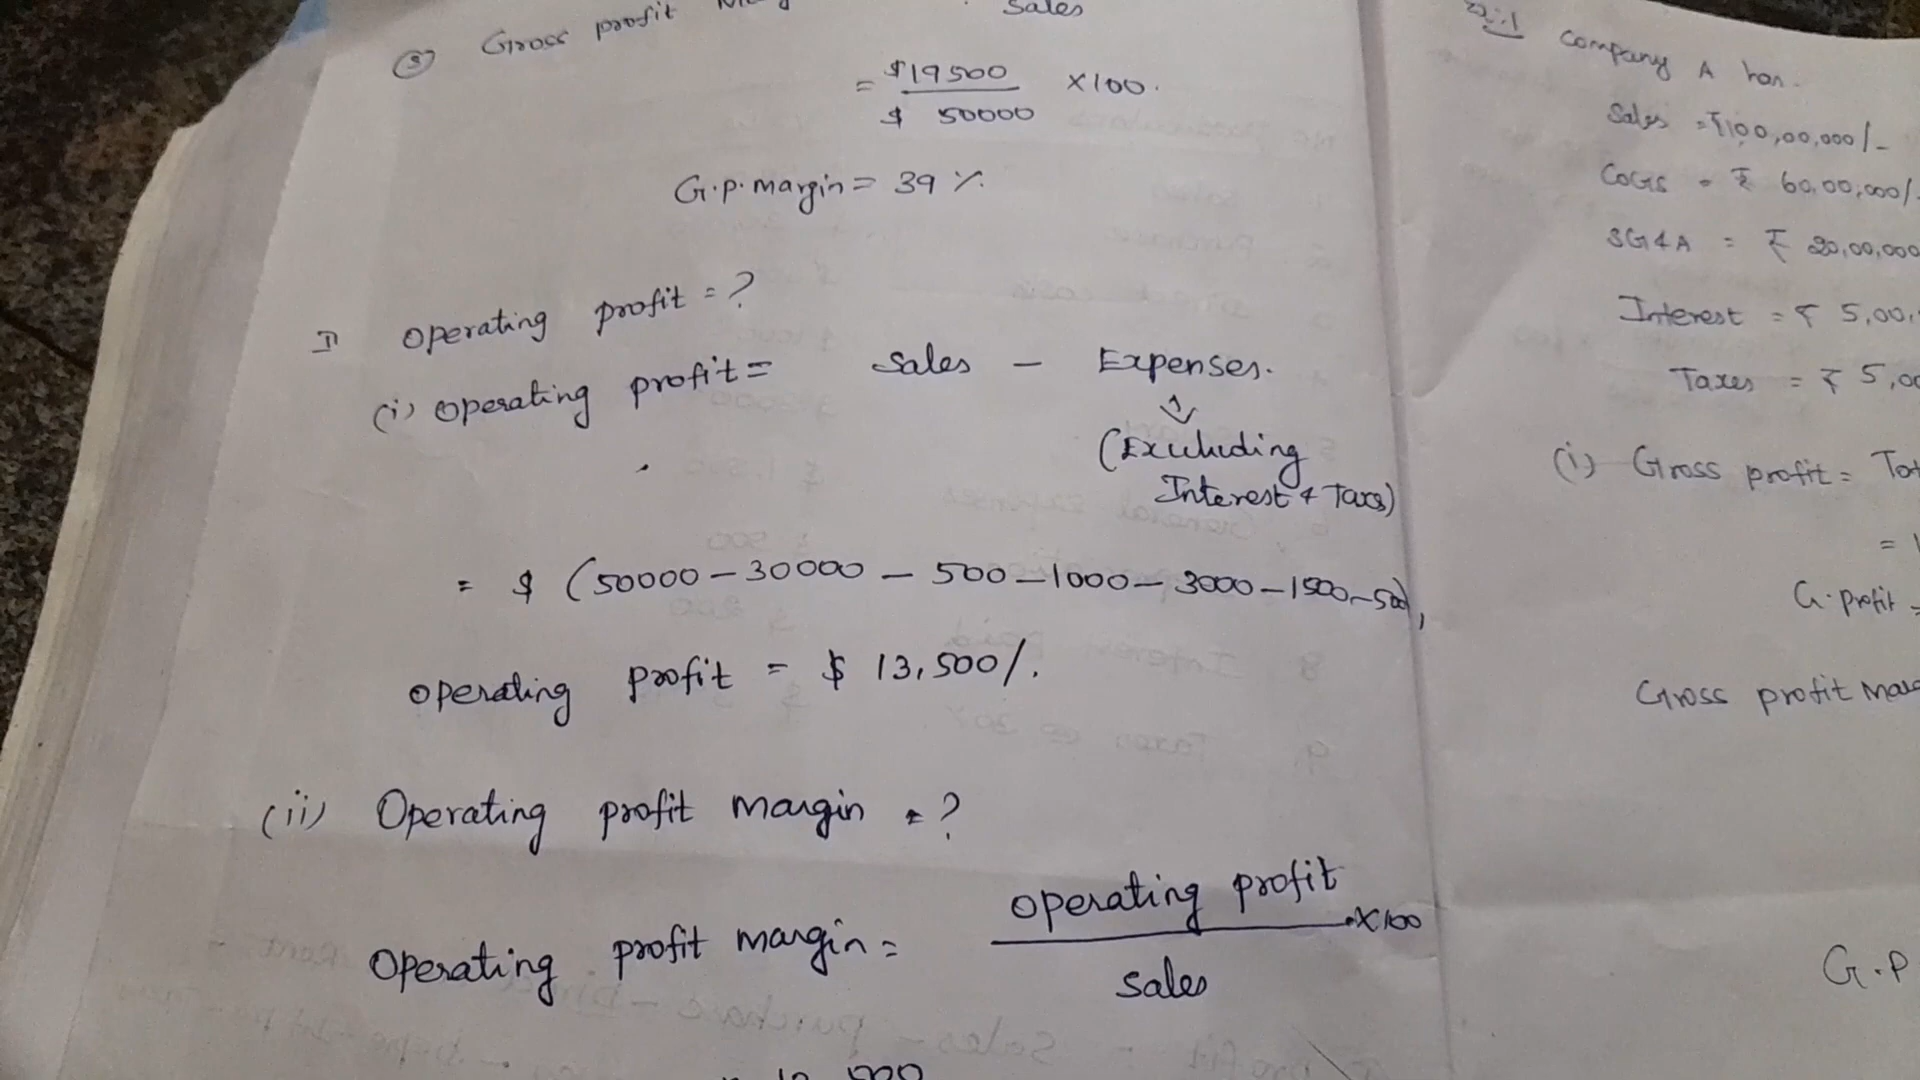 ③ Gross profit
Sales
= $19500 / $ 50000 ×100.
G.P. margin = 39 %.
II Operating profit = ?
(i) Operating profit = Sales – Expenses.
(Excluding
Interest & Taxes)
= $ (50000 – 30000 – 500 – 1000 – 3000 – 1500 – 500),
Operating profit = $ 13,500/.
(ii) Operating profit margin = ?
Operating profit margin = Operating profit / Sales ×100
Company A has.
Sales = ₹100,00,000/-
COGS = ₹ 60,00,000/-
SG&A = ₹ 20,00,000
Interest = ₹ 5,00,
Taxes = ₹ 5,00
(i) Gross profit = Tot
= 1
G. profit =
Gross profit Mar
G.P